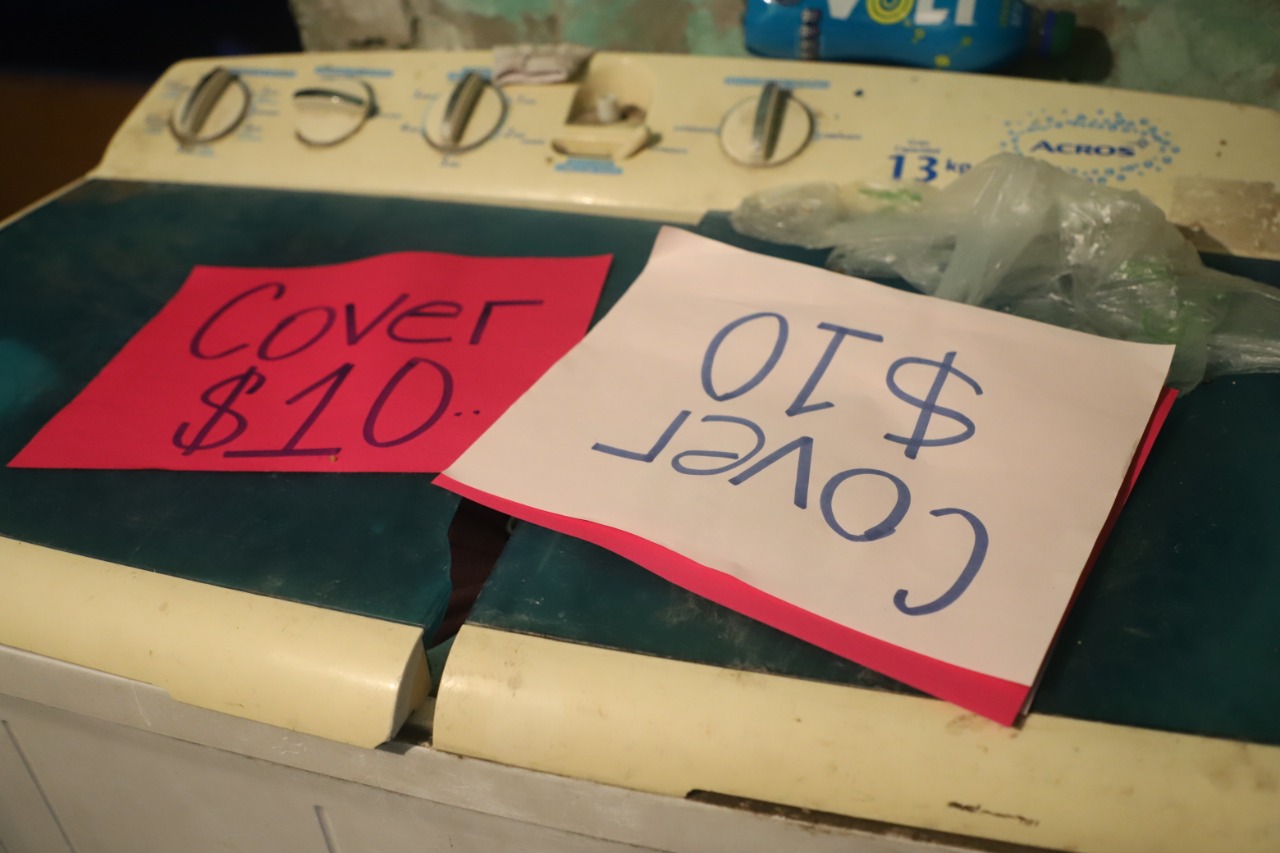 VOLT
13 kg
ACROS
Cover
$10..
Cover
$10